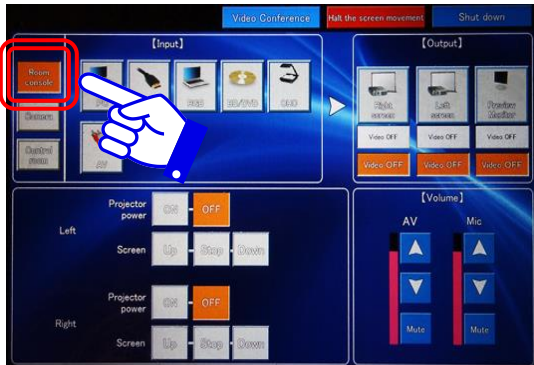 Video Conference
Halt the screen movement
Shut down
【Input】
Room
console
Camera
Control
room
PC
RGB
BD/DVD
OHC
AV
【Output】
Right
screen
Left
screen
Preview
Monitor
Video OFF
Video OFF
Video OFF
Video OFF
Video OFF
Video OFF
Left
Projector
power
ON
OFF
Screen
Up
Stop
Down
Right
Projector
power
ON
OFF
Screen
Up
Stop
Down
【Volume】
AV
Mic
Mute
Mute